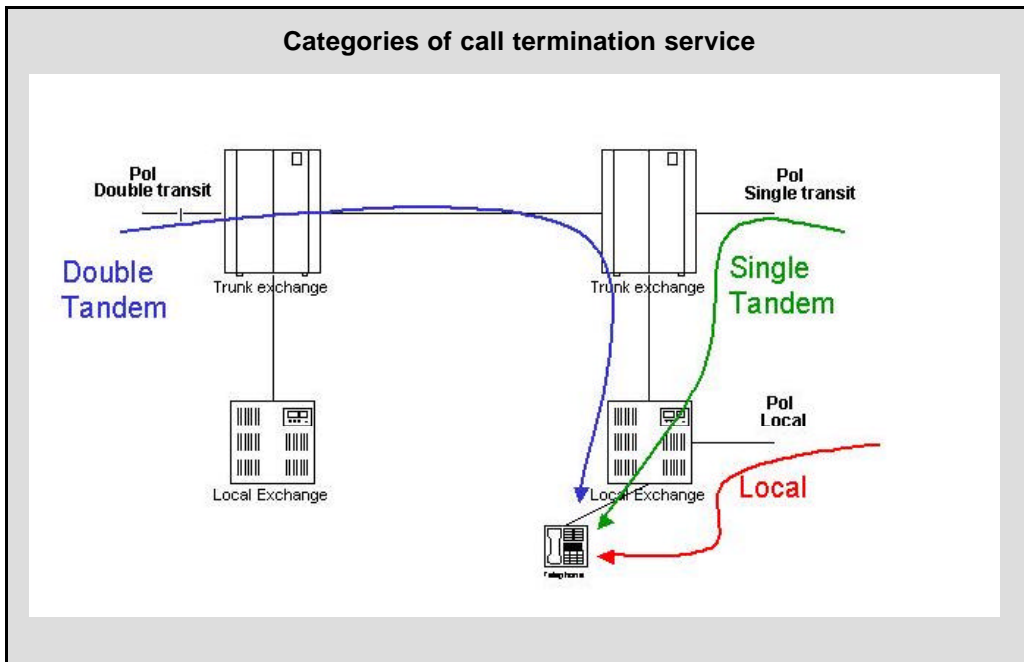 Categories of call termination service
PoI
Double transit
PoI
Single transit
Double
Tandem
Trunk exchange
Trunk exchange
Single
Tandem
PoI
Local
Local Exchange
Local Exchange
Local
Telephone